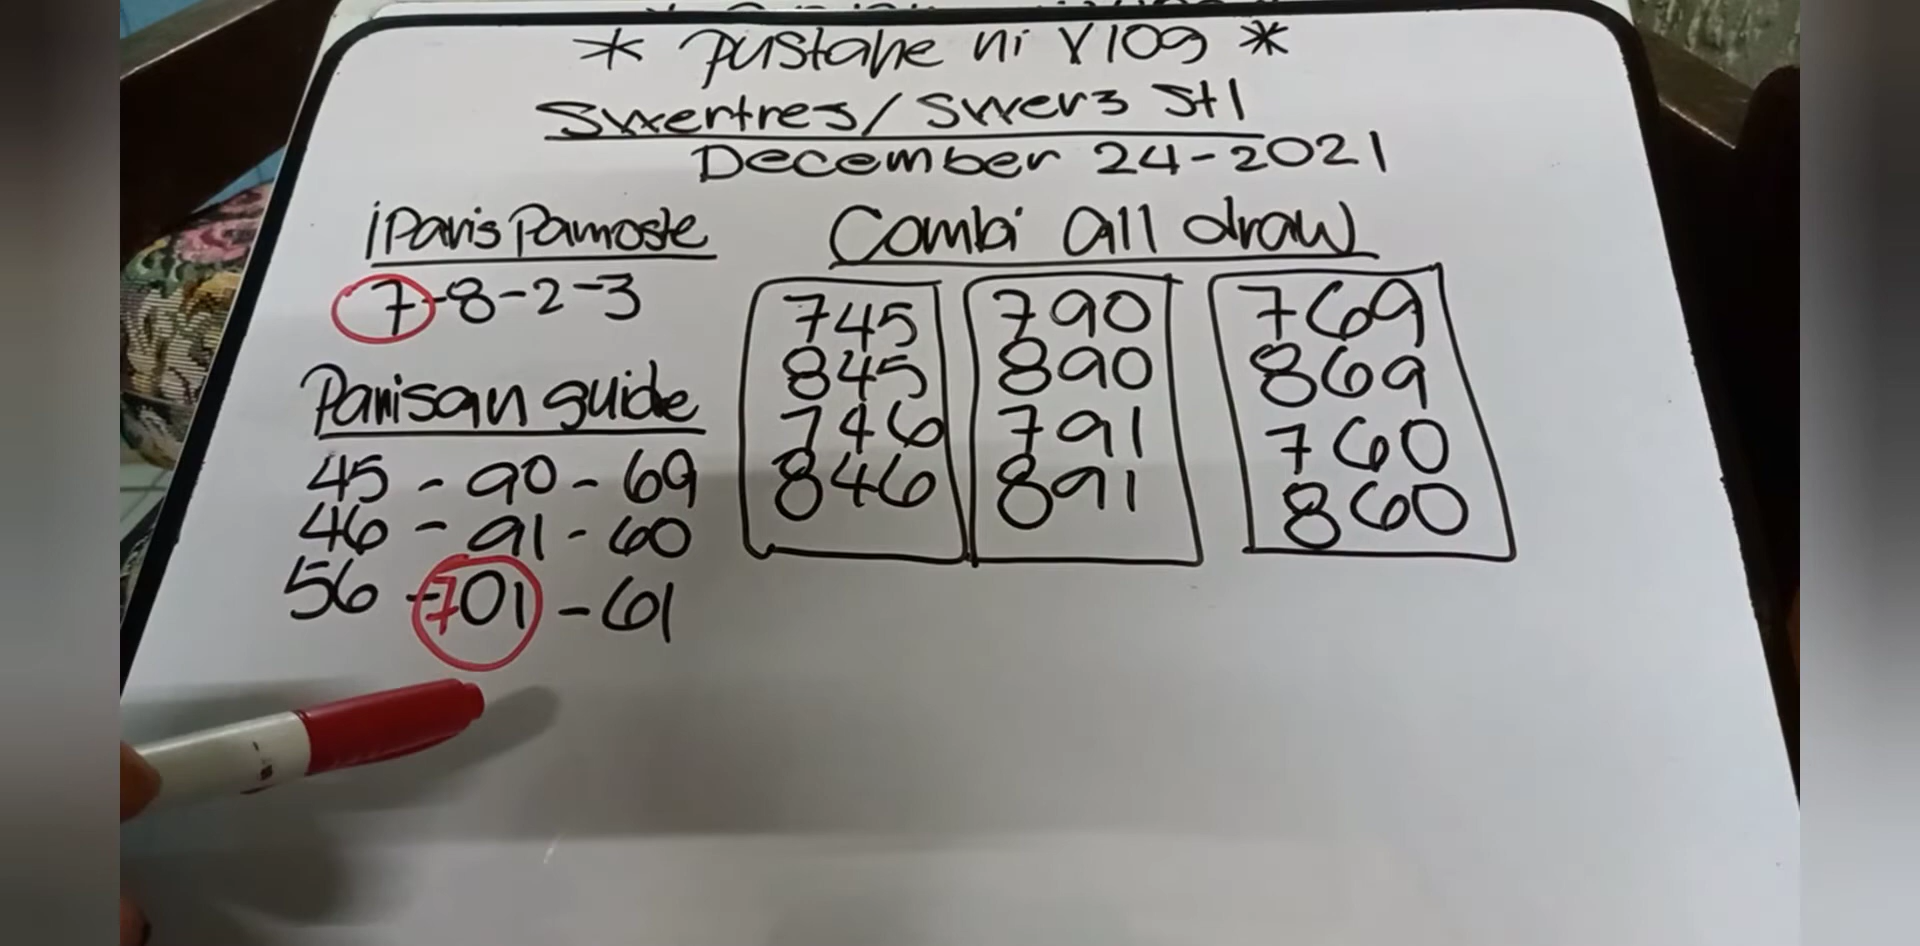 * pustahe ni V109 *
Swertres/ Swer3 Stl
December 24-2021
iParis Pamoste
7-8-2-3
Parisan guide
45 - 90 - 69
46 - 91 - 60
56 - 701 - 61
Combi all draw
745
845
746
846
790
890
791
891
769
869
760
860